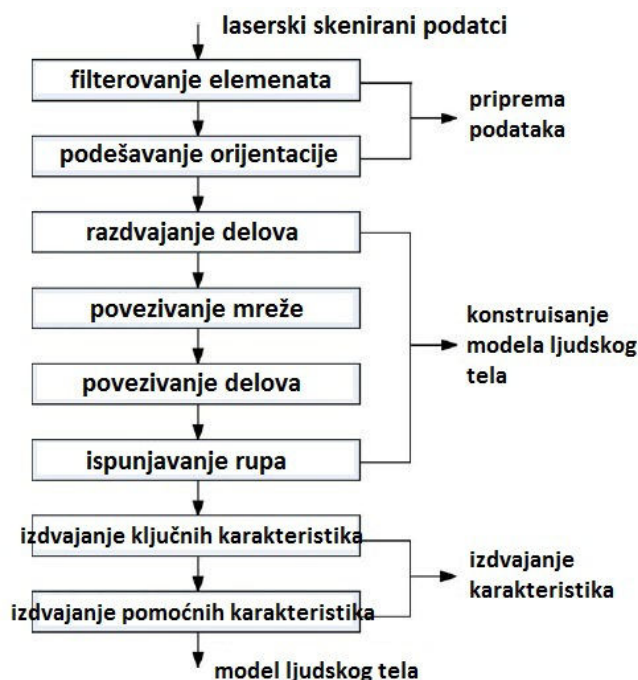 laserski skenirani podatci
filterovanje elemenata
podešavanje orijentacije
priprema
podataka
razdvajanje delova
povezivanje mreže
povezivanje delova
ispunjavanje rupa
konstruisanje
modela ljudskog
tela
izdvajanje ključnih karakteristika
izdvajanje pomoćnih karakteristika
izdvajanje
karakteristika
model ljudskog tela